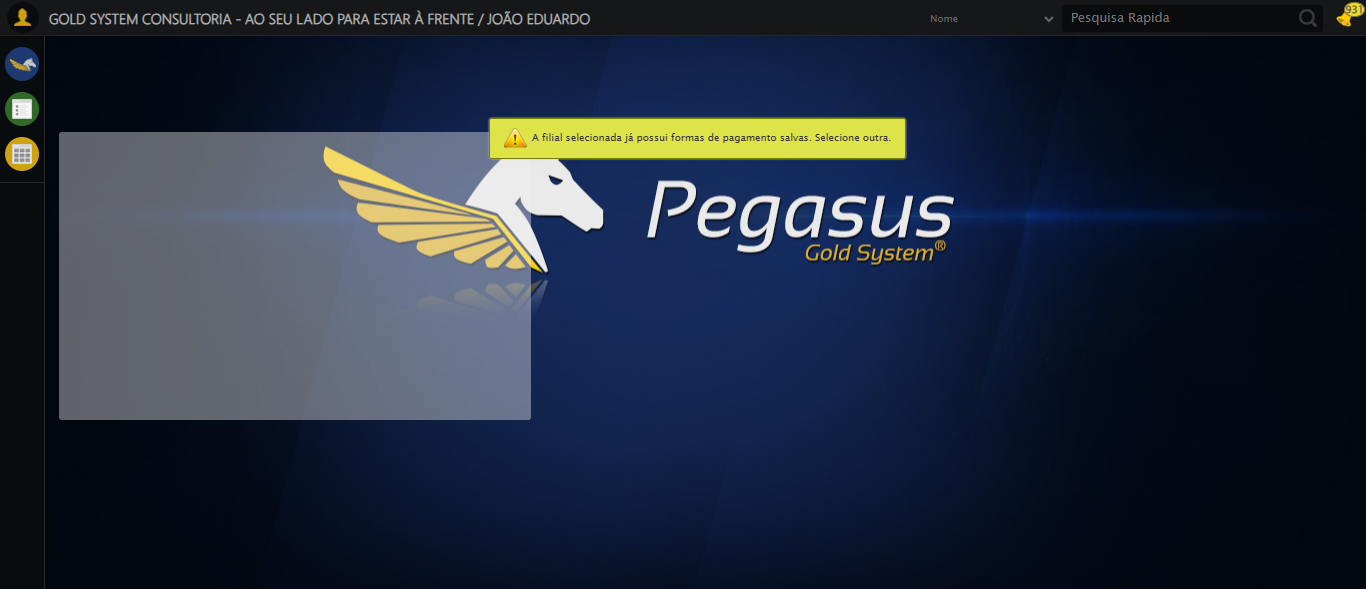 GOLD SYSTEM CONSULTORIA - AO SEU LADO PARA ESTAR À FRENTE / JOÃO EDUARDO
Nome
Pesquisa Rapida
931
A filial selecionada já possui formas de pagamento salvas. Selecione outra.
Pegasus
Gold System®